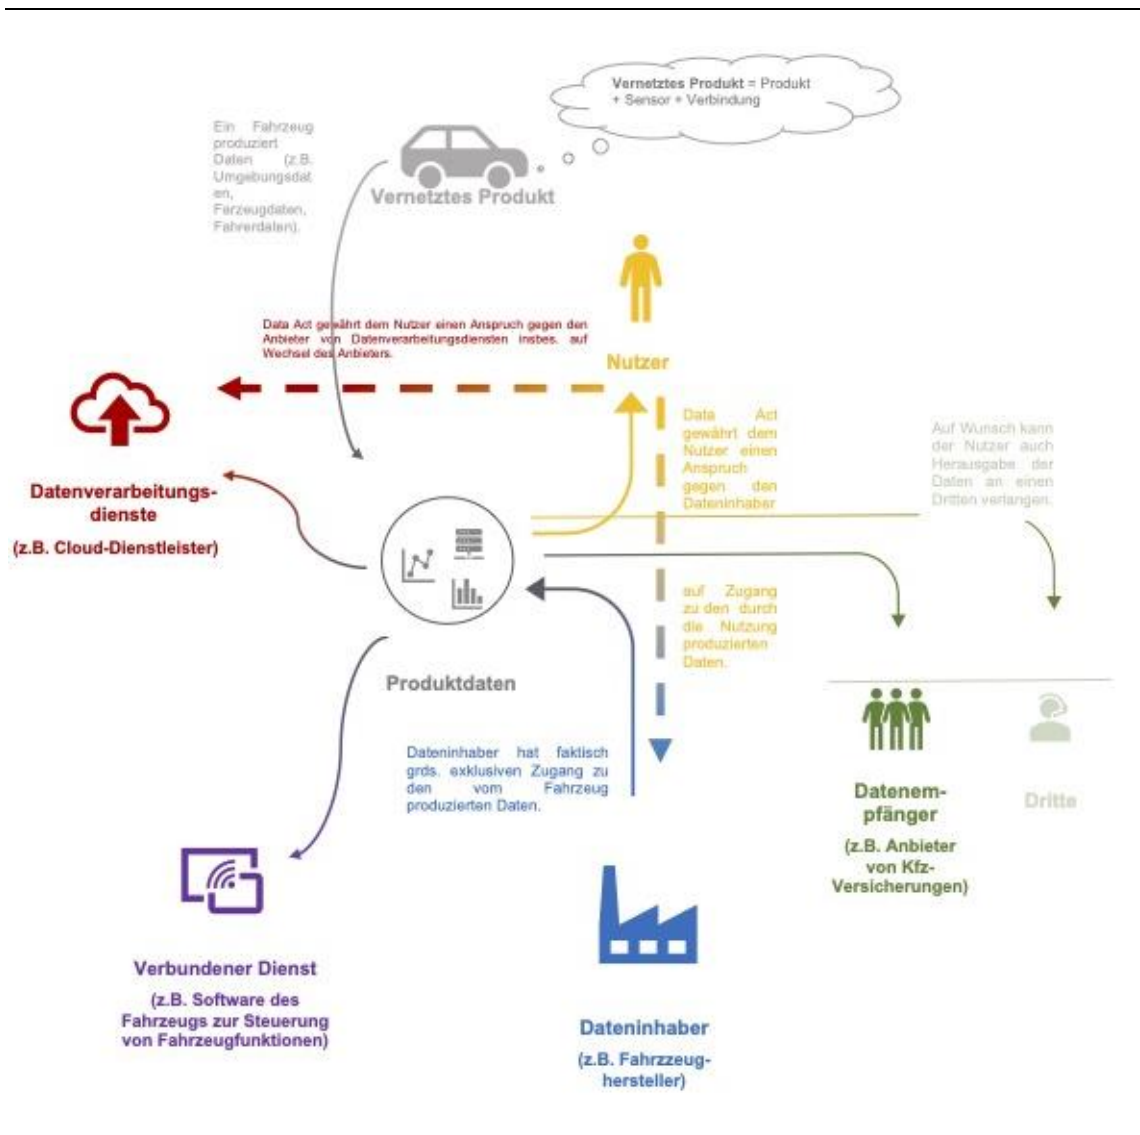 Vernetztes Produkt = Produkt
+ Sensor + Verbindung
Ein Fahrzeug
produziert
Daten (z.B.
Umgebungsdat
en,
Farzeugdaten,
Fahrerdaten).
Vernetztes Produkt
Data Act gewährt dem Nutzer einen Anspruch gegen den
Anbieter von Datenverarbeitungsdiensten insbes. auf
Wechsel des Anbieters.
Nutzer
Data Act
gewährt dem
Nutzer einen
Anspruch
gegen den
Dateninhaber
Auf Wunsch kann
der Nutzer auch
Herausgabe der
Daten an einen
Dritten verlangen.
Datenverarbeitungs-
dienste
(z.B. Cloud-Dienstleister)
auf Zugang
zu den durch
die Nutzung
produzierten
Daten.
Produktdaten
Dateninhaber hat faktisch
grds. exklusiven Zugang zu
den vom Fahrzeug
produzierten Daten.
Datenem-
pfänger
(z.B. Anbieter
von Kfz-
Versicherungen)
Dritte
Verbundener Dienst
(z.B. Software des
Fahrzeugs zur Steuerung
von Fahrzeugfunktionen)
Dateninhaber
(z.B. Fahrzzeug-
hersteller)